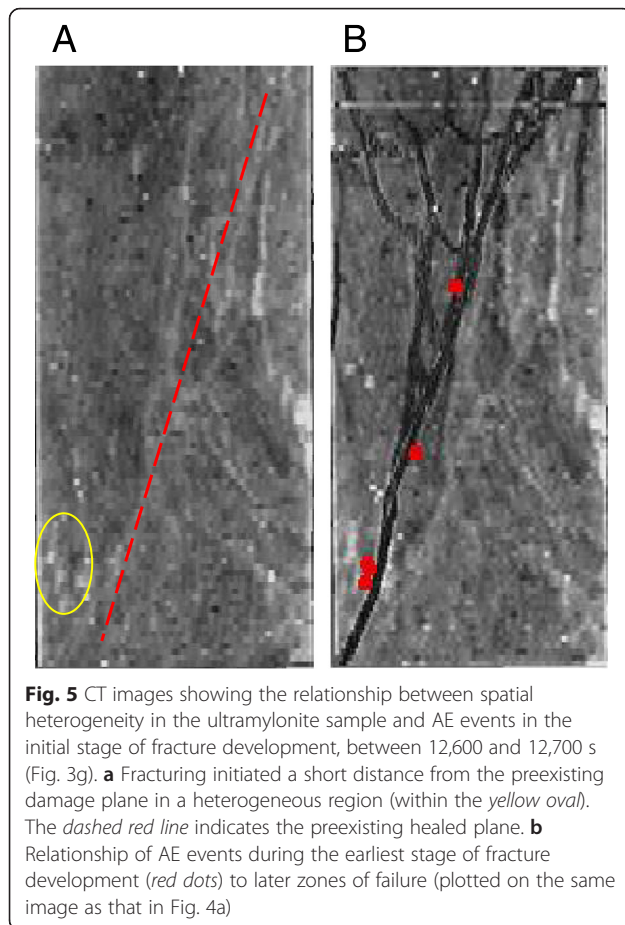 A B
Fig. 5 CT images showing the relationship between spatial
heterogeneity in the ultramylonite sample and AE events in the
initial stage of fracture development, between 12,600 and 12,700 s
(Fig. 3g). a Fracturing initiated a short distance from the preexisting
damage plane in a heterogeneous region (within the yellow oval).
The dashed red line indicates the preexisting healed plane. b
Relationship of AE events during the earliest stage of fracture
development (red dots) to later zones of failure (plotted on the same
image as that in Fig. 4a)